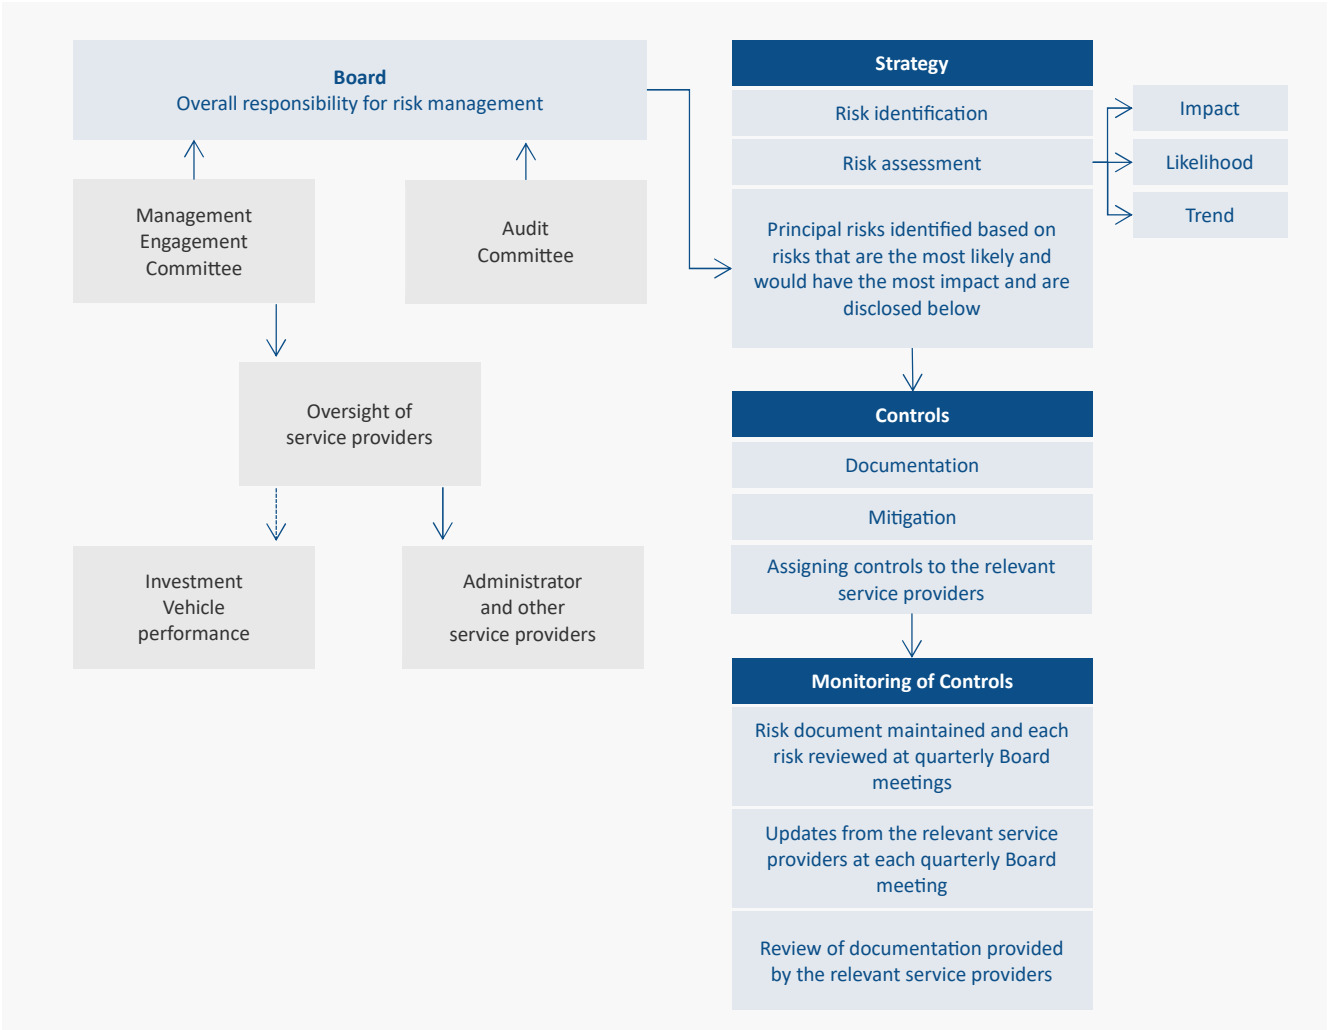 Board
Overall responsibility for risk management
Management
Engagement
Committee
Audit
Committee
Oversight of
service providers
Investment
Vehicle
performance
Administrator
and other
service providers
Strategy
Risk identification
Risk assessment
Impact
Likelihood
Trend
Principal risks identified based on
risks that are the most likely and
would have the most impact and are
disclosed below
Controls
Documentation
Mitigation
Assigning controls to the relevant
service providers
Monitoring of Controls
Risk document maintained and each
risk reviewed at quarterly Board
meetings
Updates from the relevant service
providers at each quarterly Board
meeting
Review of documentation provided
by the relevant service providers